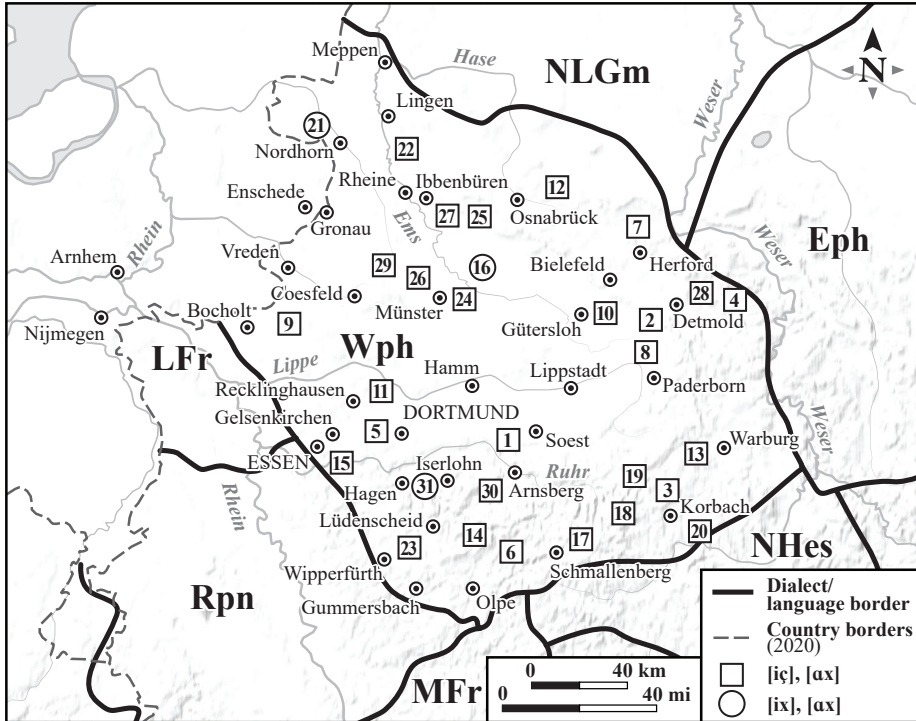 Meppen
Hase
NLGm
N
Weser
Lingen
21
Nordhorn
22
Rheine
Ibbenbüren
12
Enschede
Osnabrück
27
25
Ems
Gronau
7
Weser
Eph
Rhein
Arnhem
Vreden
29
16
Bielefeld
Herford
26
28
4
Coesfeld
Münster
24
10
2
Detmold
Nijmegen
Bocholt
9
Gütersloh
LFr
Wph
8
Lippe
Hamm
Lippstadt
Paderborn
Recklinghausen
11
Gelsenkirchen
DORTMUND
Weser
5
1
Soest
Warburg
ESSEN
13
15
Iserlohn
Ruhr
19
Rhein
Hagen
31
30
Arnsberg
3
Korbach
Lüdenscheid
18
14
17
20
NHes
23
6
Wipperfürth
Schmallenberg
Rpn
Gummersbach
Olpe
MFr
0 40 km
0 40 mi
Dialect/
language border
Country borders
(2020)
[iç], [ɑx]
[ix], [ɑx]